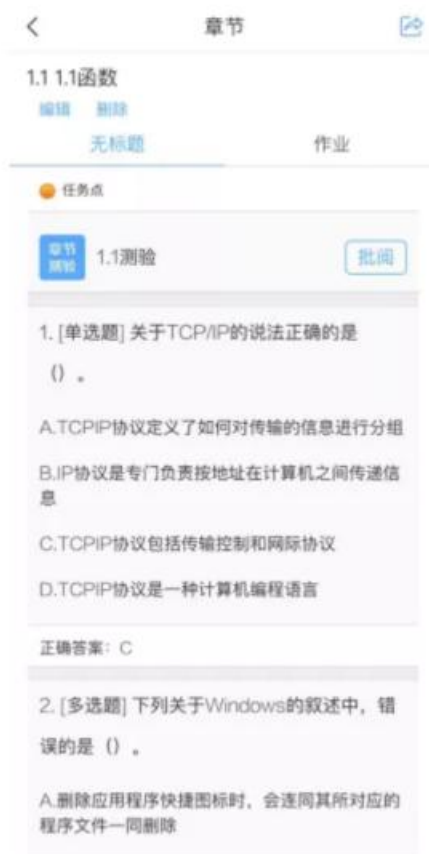 章节
1.1 1.1函数
编辑 删除
无标题 作业
任务点
章节
测验
1.1测验
批阅
1. [单选题] 关于TCP/IP的说法正确的是
()。
A.TCPIP协议定义了如何对传输的信息进行分组
B.IP协议是专门负责按地址在计算机之间传递信
息
C.TCPIP协议包括传输控制和网际协议
D.TCPIP协议是一种计算机编程语言
正确答案：C
2. [多选题] 下列关于Windows的叙述中，错
误的是()。
A.删除应用程序快捷图标时，会连同其所对应的
程序文件一同删除